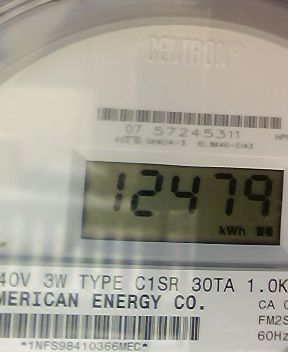 CENTRON®
07 57245311
12479
kWh
40V 3W TYPE C1SR 30TA 1.0K
MERICAN ENERGY CO.
CA
FM2S
60Hz
*1NFS98410366MEC*